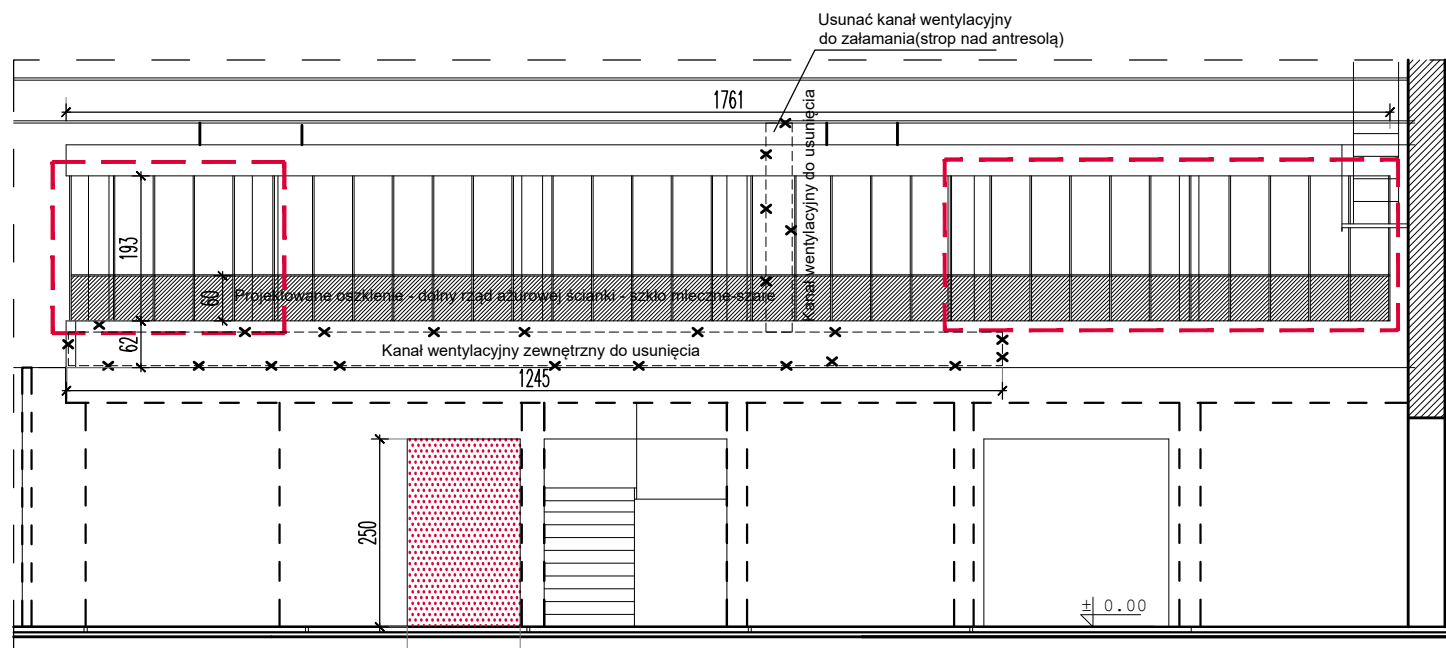 Usunać kanał wentylacyjny
do załamania(strop nad antresolą)
1761
Kanał wentylacyjny do usunięcia
193
60
Projektowane oszklenie - dolny rząd ażurowej ścianki - szkło mleczne-szare
62
Kanał wentylacyjny zewnętrzny do usunięcia
1245
250
± 0.00